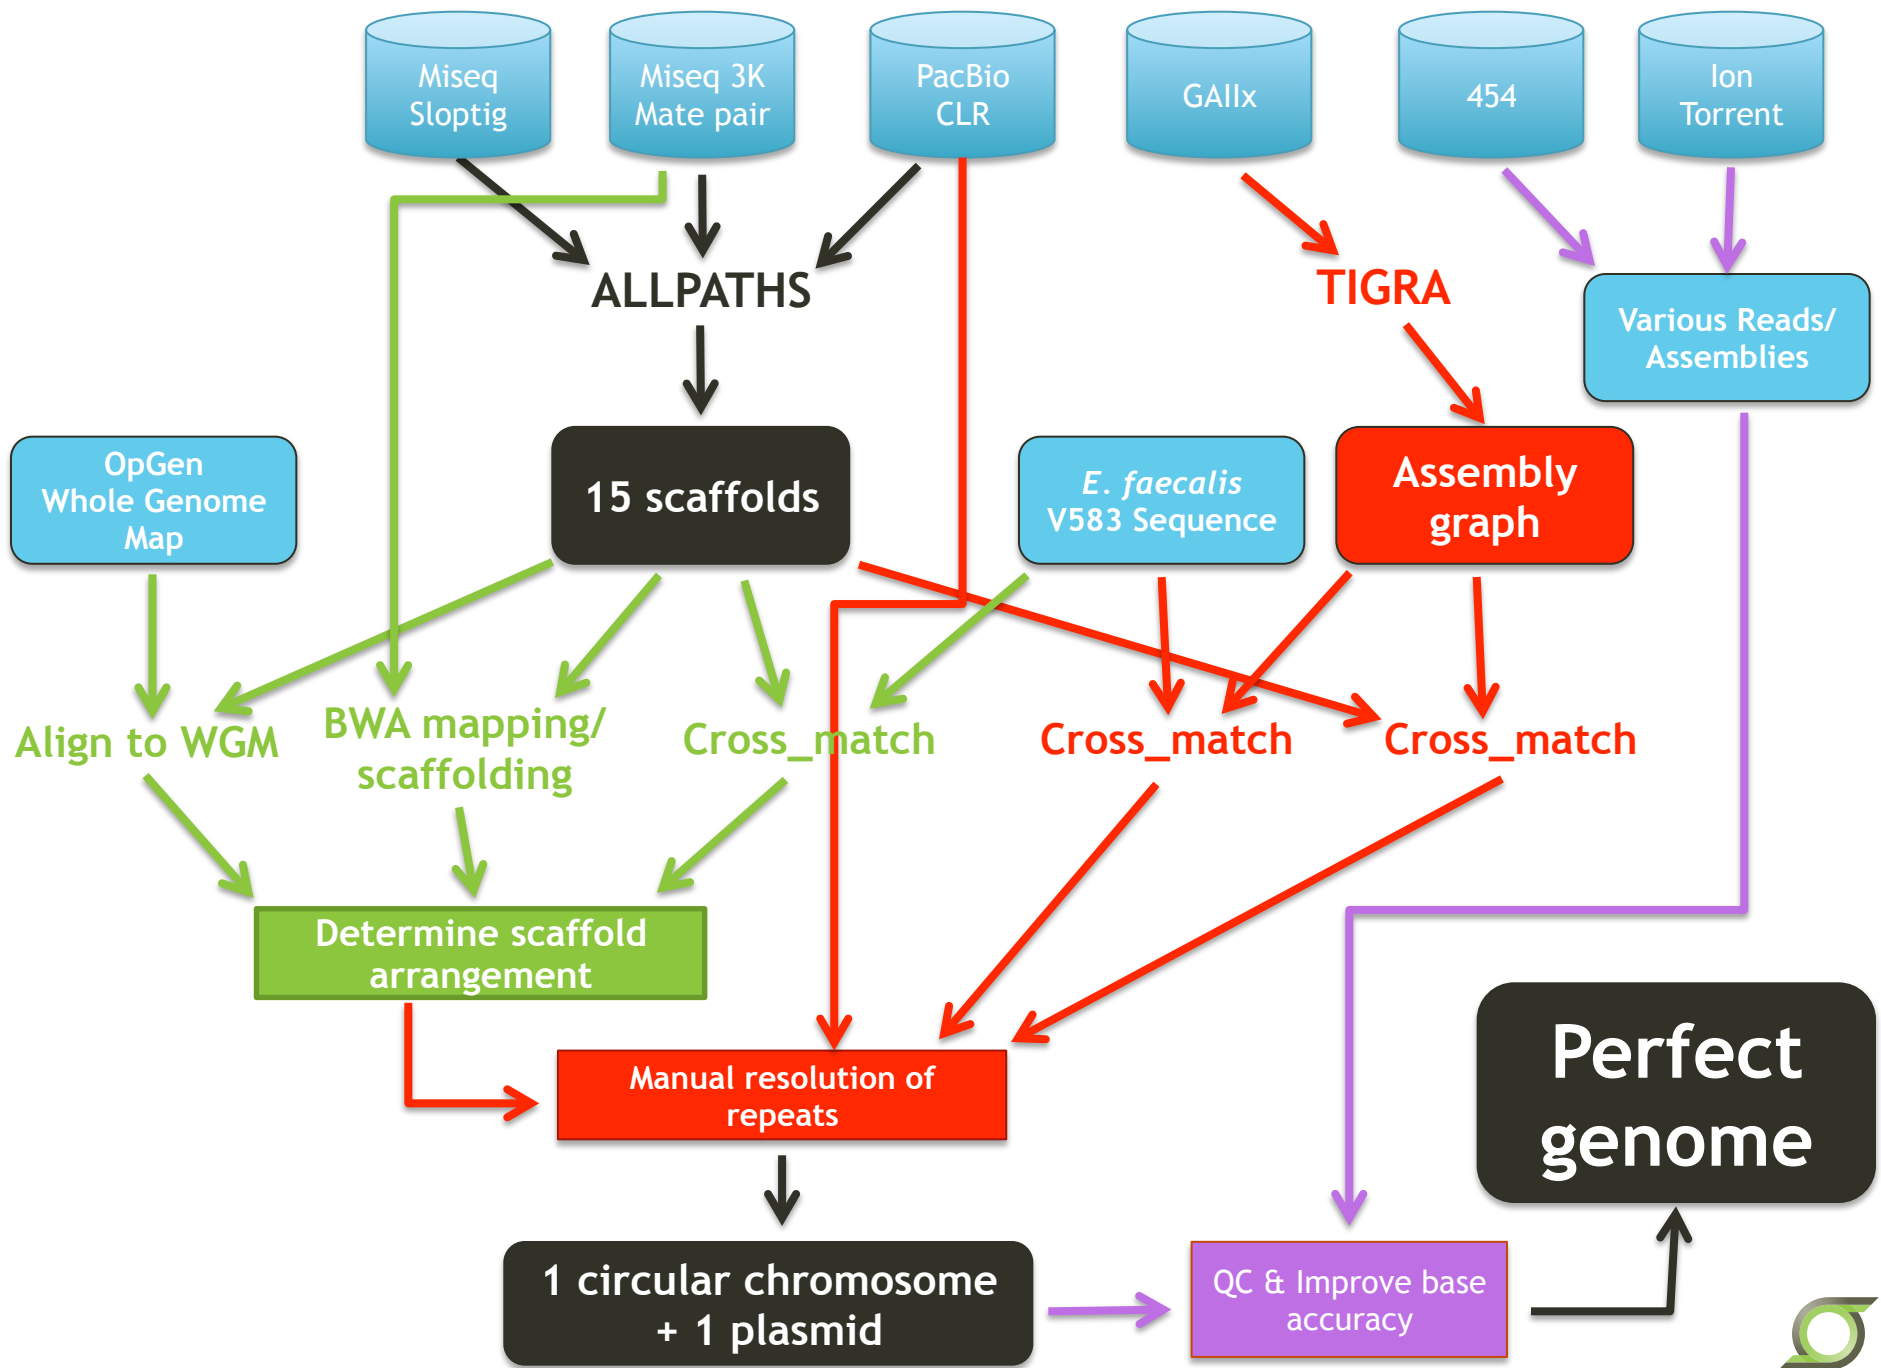 Miseq
Sloptig
Miseq 3K
Mate pair
PacBio
CLR
GAIIx
454
Ion
Torrent
ALLPATHS
TIGRA
Various Reads/
Assemblies
OpGen
Whole Genome
Map
15 scaffolds
E. faecalis
V583 Sequence
Assembly
graph
Align to WGM
BWA mapping/
scaffolding
Cross_match
Cross_match
Cross_match
Determine scaffold
arrangement
Manual resolution of
repeats
Perfect
genome
1 circular chromosome
+ 1 plasmid
QC & Improve base
accuracy